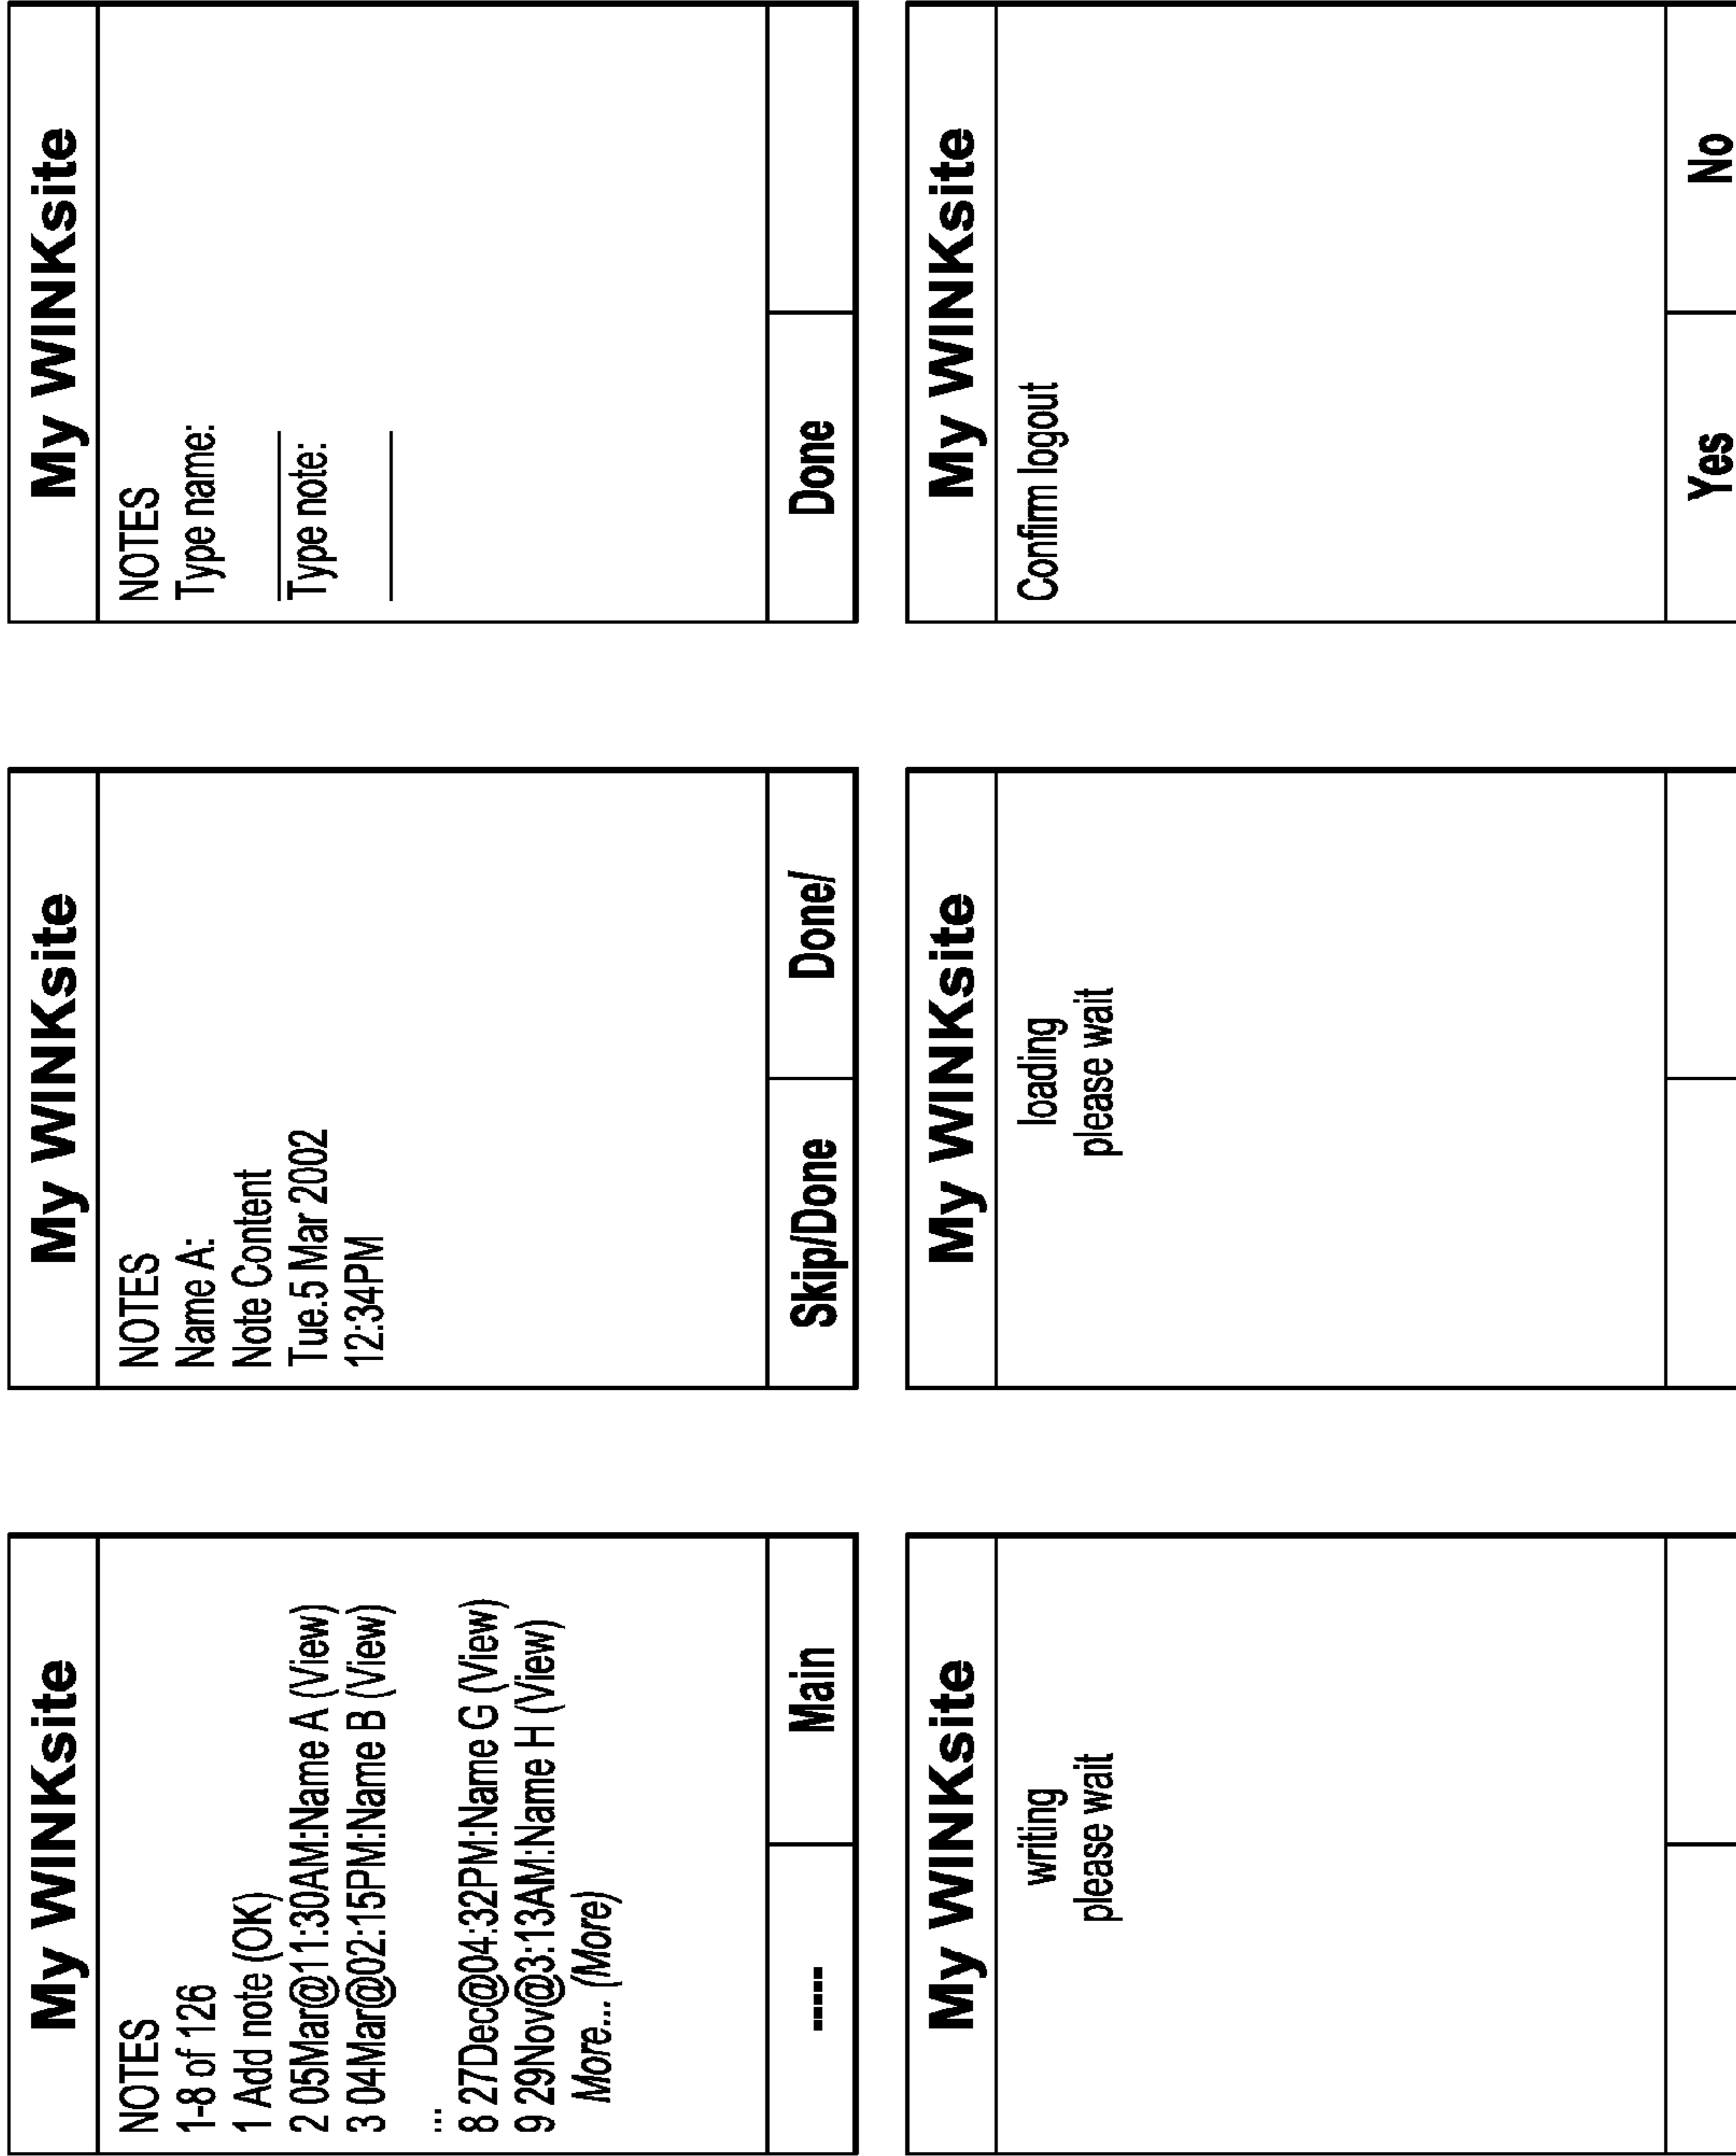 My WINKsite
NOTES
1-8 of 126
1 Add note (OK)
2 05Mar@11:30AM:Name A (View)
3 04Mar@02:15PM:Name B (View)
...
8 27Dec@04:32PM:Name G (View)
9 29Nov@3:13AM:Name H (View)
More... (More)
----- Main
My WINKsite
NOTES
Name A:
Note Content
Tue.5 Mar 2002
12:34PM
Skip/Done Done/
My WINKsite
NOTES
Type name:
Type note:
Done
My WINKsite
writing
please wait
My WINKsite
loading
please wait
My WINKsite
Confirm logout
Yes No